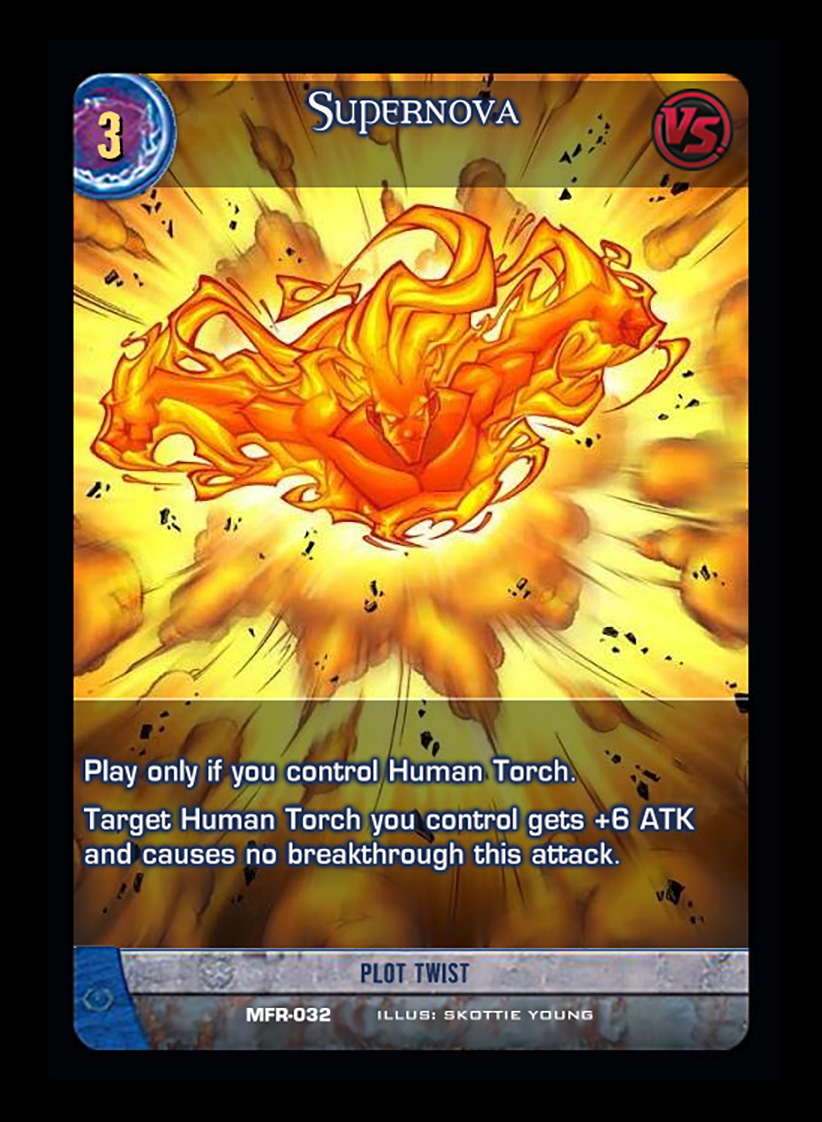 3
Supernova
VS.
Play only if you control Human Torch.
Target Human Torch you control gets +6 ATK
and causes no breakthrough this attack.
PLOT TWIST
MFR-032 ILLUS: SKOTTIE YOUNG